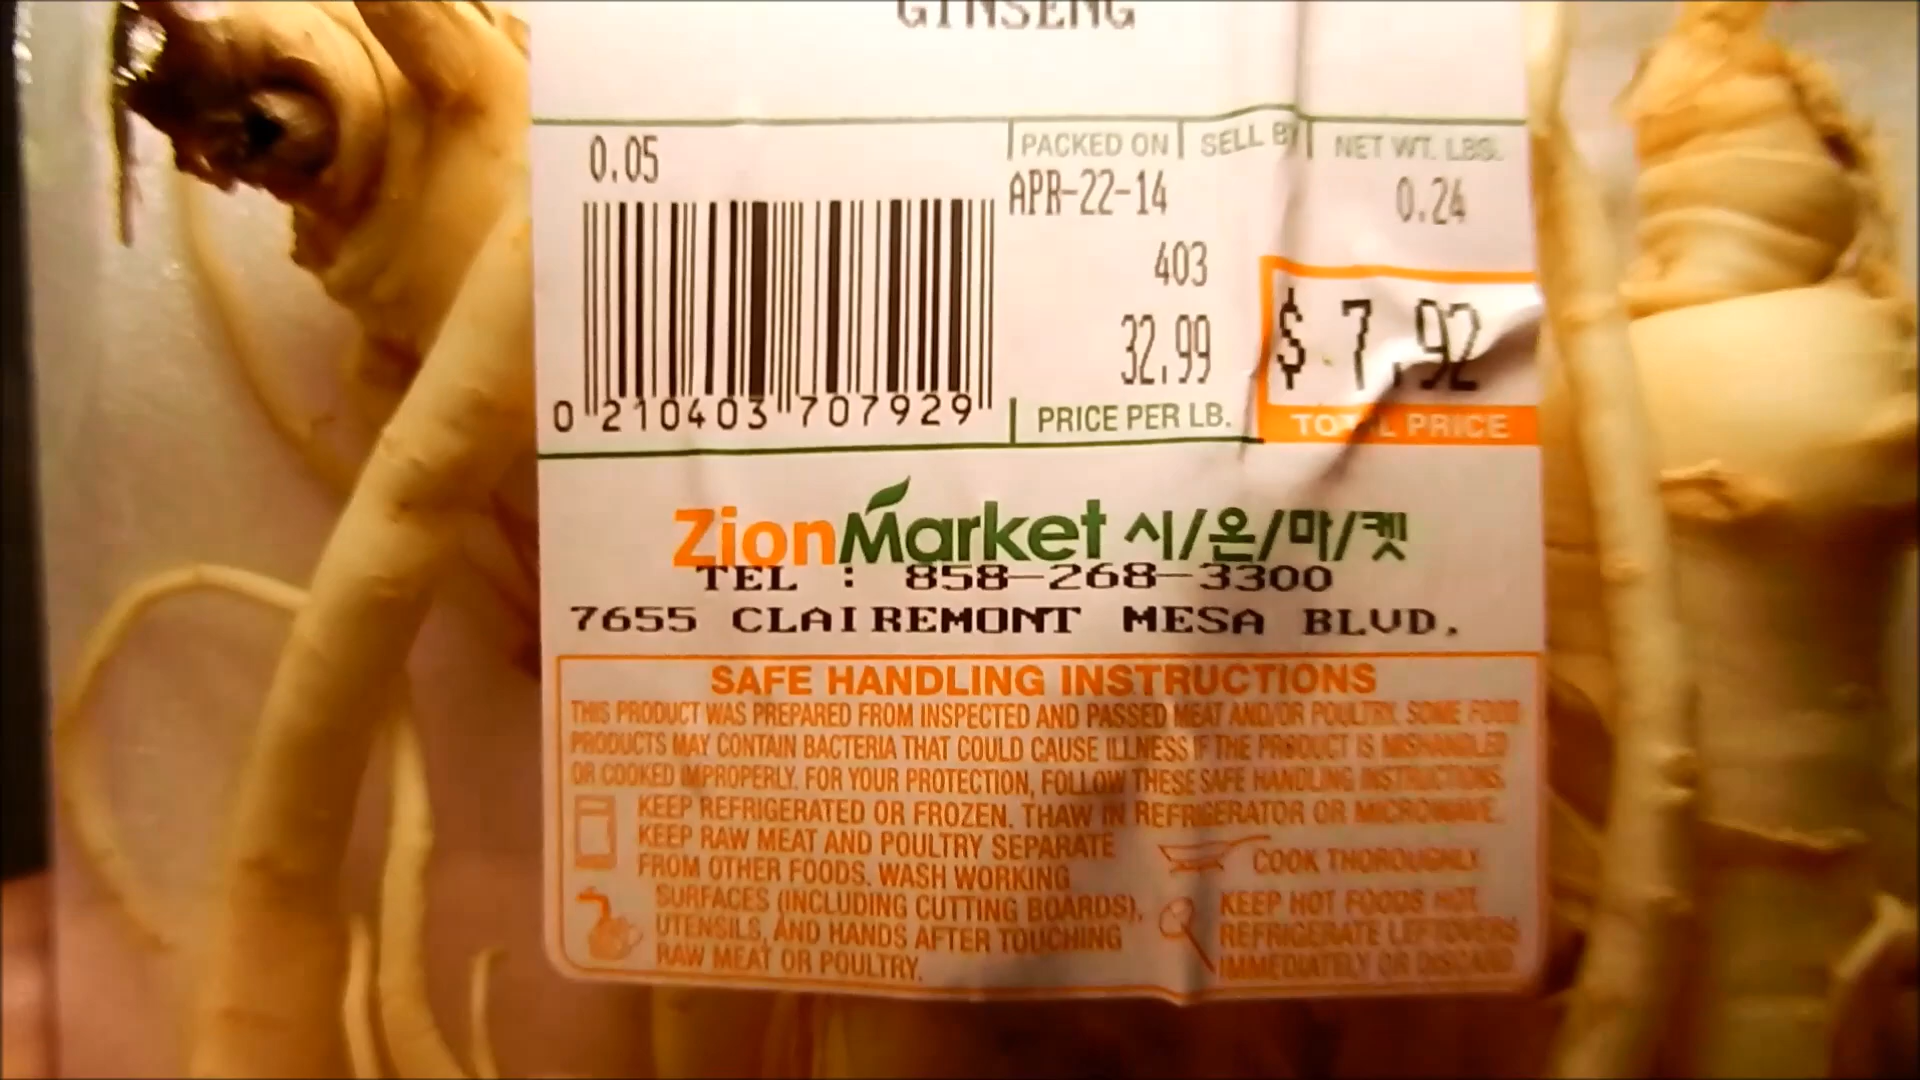 GINSENG
0.05
PACKED ON SELL BY NET WT. LBS.
APR-22-14 0.24
403
32.99 $ 7.92
0 210403 707929
PRICE PER LB. TOTAL PRICE
ZionMarket 시/온/마/켓
TEL : 858-268-3300
7655 CLAIREMONT MESA BLVD.
SAFE HANDLING INSTRUCTIONS
THIS PRODUCT WAS PREPARED FROM INSPECTED AND PASSED MEAT AND/OR POULTRY. SOME FOOD
PRODUCTS MAY CONTAIN BACTERIA THAT COULD CAUSE ILLNESS IF THE PRODUCT IS MISHANDLED
OR COOKED IMPROPERLY. FOR YOUR PROTECTION, FOLLOW THESE SAFE HANDLING INSTRUCTIONS.
KEEP REFRIGERATED OR FROZEN. THAW IN REFRIGERATOR OR MICROWAVE.
KEEP RAW MEAT AND POULTRY SEPARATE
FROM OTHER FOODS. WASH WORKING
SURFACES (INCLUDING CUTTING BOARDS),
UTENSILS, AND HANDS AFTER TOUCHING
RAW MEAT OR POULTRY.
COOK THOROUGHLY
KEEP HOT FOODS HOT.
REFRIGERATE LEFTOVERS
IMMEDIATELY OR DISCARD.